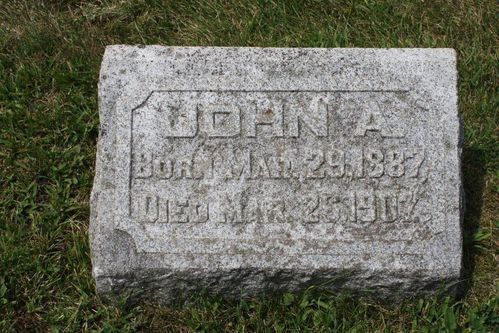 JOHN A.
BORN MAR. 29, 1887,
DIED MAR. 25, 1907.